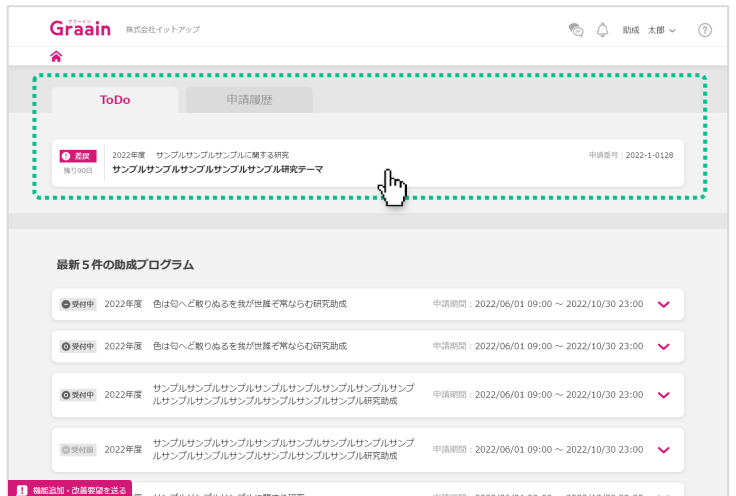 グラーイン
Graain 株式会社イットアップ 助成 太郎
ToDo 申請履歴
差戻 2022年度 サンプルサンプルサンプルに関する研究 申請番号：2022-1-0128
残り90日 サンプルサンプルサンプルサンプルサンプル研究テーマ
最新５件の助成プログラム
受付中 2022年度 色は匂へど散りぬるを我が世誰ぞ常ならむ研究助成 申請期間：2022/06/01 09:00 ～ 2022/10/30 23:00
受付中 2022年度 色は匂へど散りぬるを我が世誰ぞ常ならむ研究助成 申請期間：2022/06/01 09:00 ～ 2022/10/30 23:00
受付中 2022年度 サンプルサンプルサンプルサンプルサンプルサンプルサンプルサンプ
ルサンプルサンプルサンプルサンプルサンプルサンプル研究助成 申請期間：2022/06/01 09:00 ～ 2022/10/30 23:00
受付前 2022年度 サンプルサンプルサンプルサンプルサンプルサンプルサンプルサンプ
ルサンプルサンプルサンプルサンプルサンプルサンプル研究助成 申請期間：2022/06/01 09:00 ～ 2022/10/30 23:00
機能追加・改善要望を送る